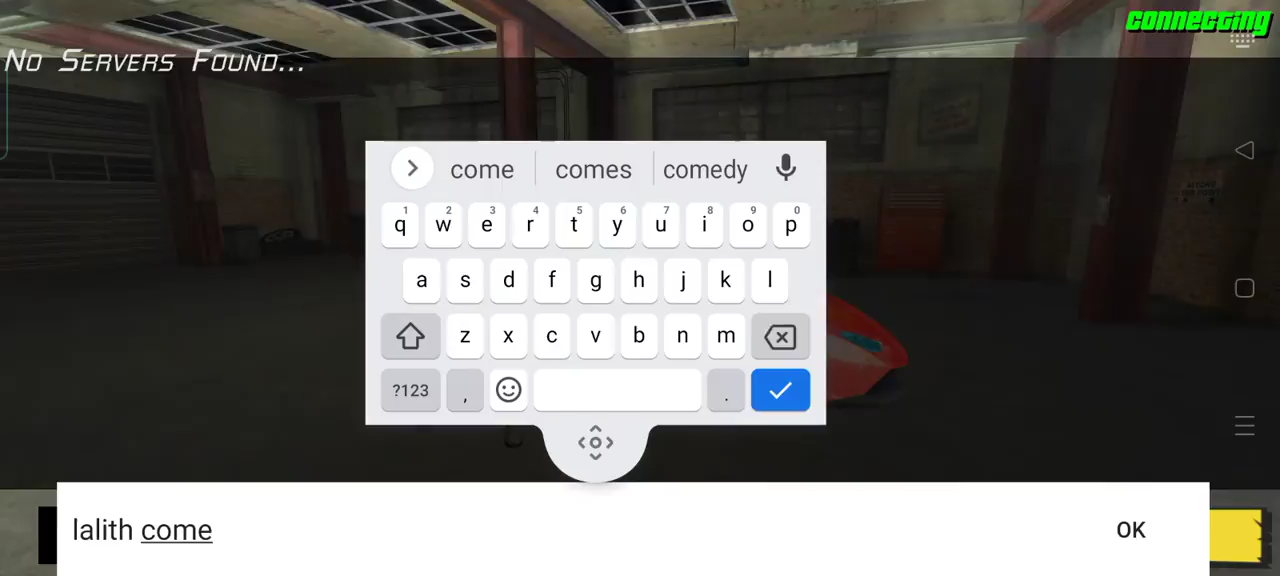 CONNECTING
No Servers Found...
come comes comedy
1 2 3 4 5 6 7 8 9 0
q w e r t y u i o p
a s d f g h j k l
z x c v b n m
?123 , .
lalith come
OK